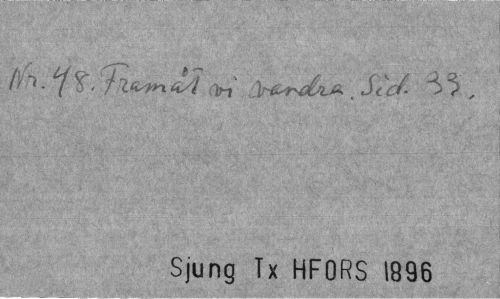 Nr. 48. Framåt vi vandra. Sid. 33.
Sjung Tx HFORS 1896